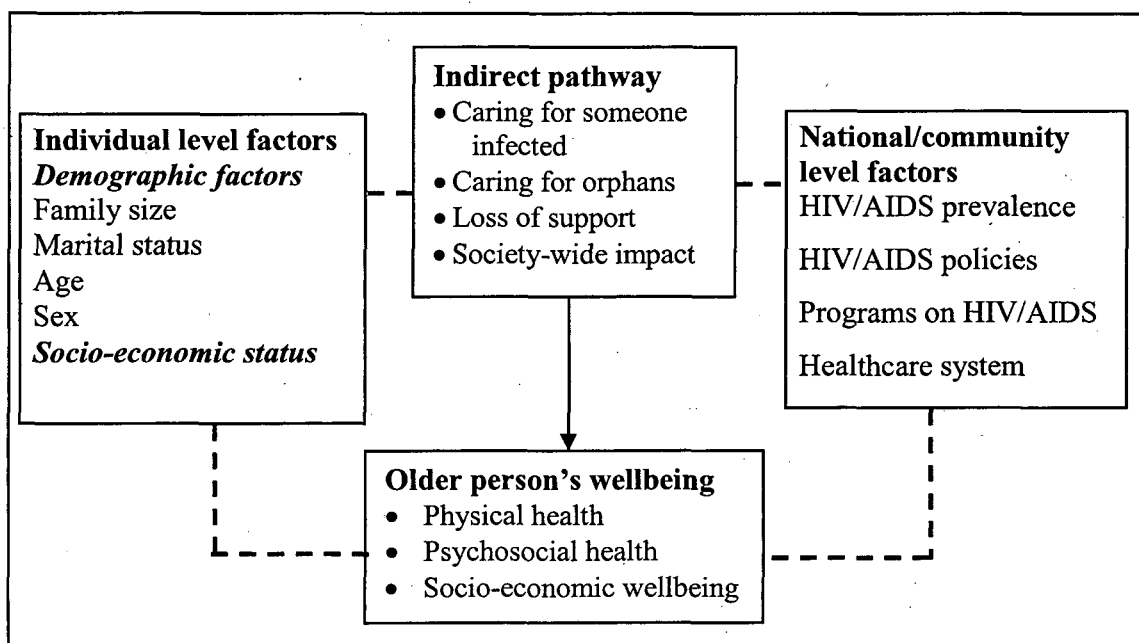 Individual level factors
Demographic factors
Family size
Marital status
Age
Sex
Socio-economic status
Indirect pathway
• Caring for someone
infected
• Caring for orphans
• Loss of support
• Society-wide impact
National/community
level factors
HIV/AIDS prevalence
HIV/AIDS policies
Programs on HIV/AIDS
Healthcare system
Older person's wellbeing
• Physical health
• Psychosocial health
• Socio-economic wellbeing